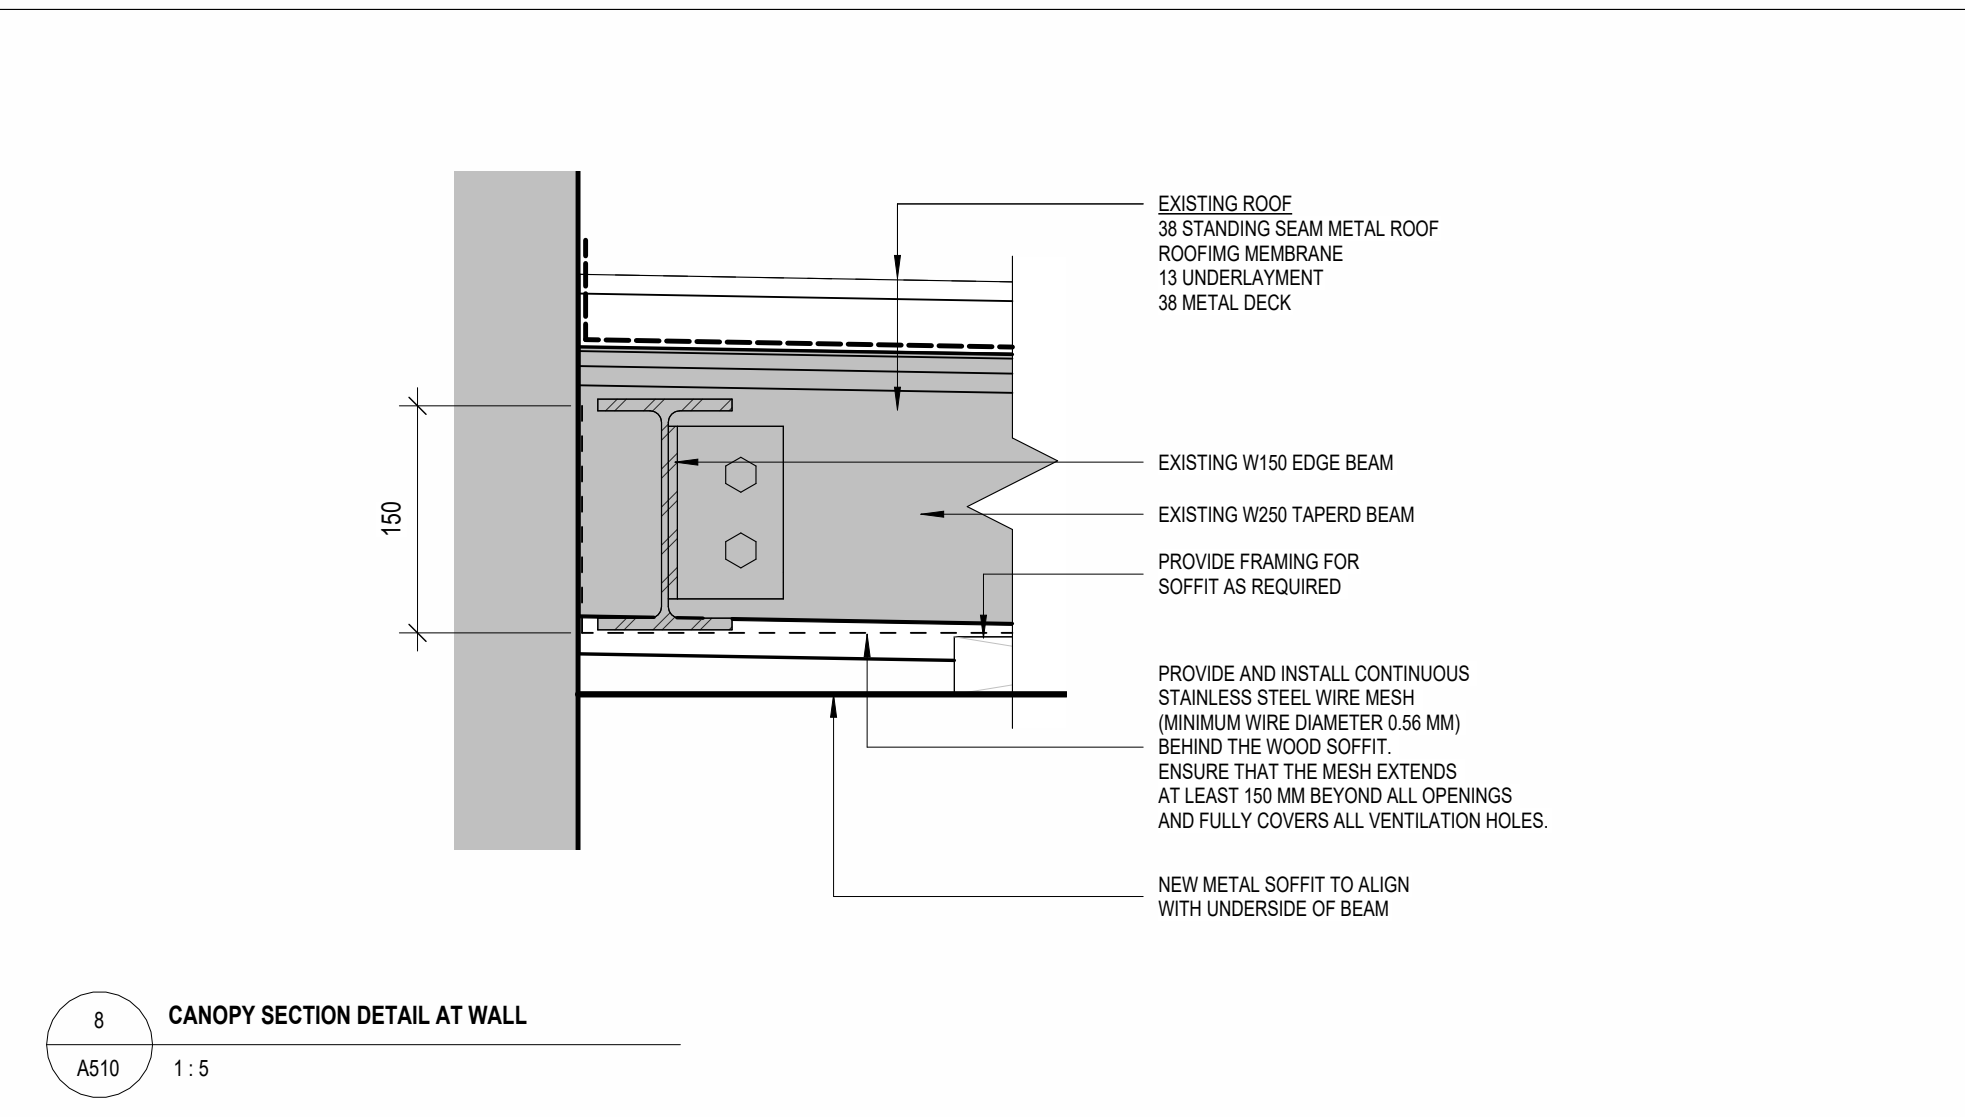 EXISTING ROOF
38 STANDING SEAM METAL ROOF
ROOFIMG MEMBRANE
13 UNDERLAYMENT
38 METAL DECK
150
EXISTING W150 EDGE BEAM
EXISTING W250 TAPERD BEAM
PROVIDE FRAMING FOR
SOFFIT AS REQUIRED
PROVIDE AND INSTALL CONTINUOUS
STAINLESS STEEL WIRE MESH
(MINIMUM WIRE DIAMETER 0.56 MM)
BEHIND THE WOOD SOFFIT.
ENSURE THAT THE MESH EXTENDS
AT LEAST 150 MM BEYOND ALL OPENINGS
AND FULLY COVERS ALL VENTILATION HOLES.
NEW METAL SOFFIT TO ALIGN
WITH UNDERSIDE OF BEAM
8
CANOPY SECTION DETAIL AT WALL
A510
1 : 5